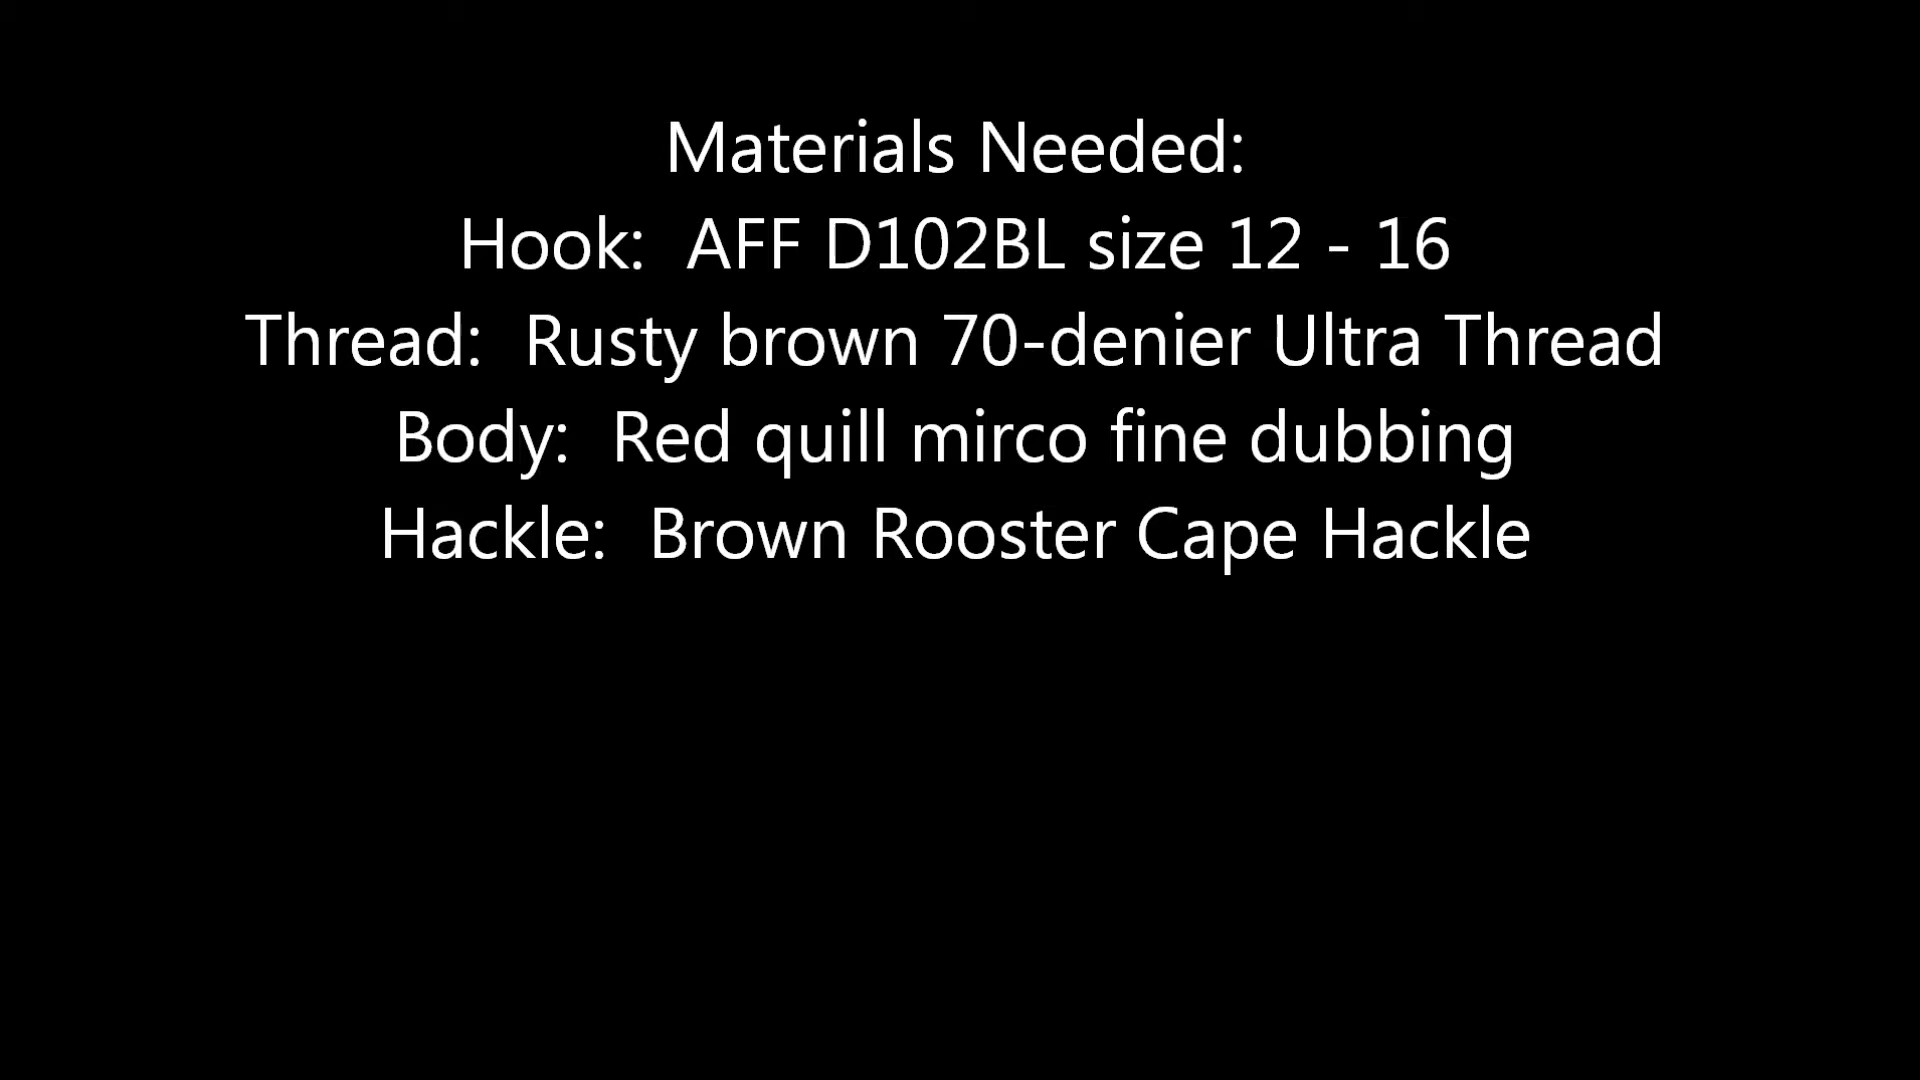 Materials Needed:
Hook:  AFF D102BL size 12 - 16
Thread:  Rusty brown 70-denier Ultra Thread
Body:  Red quill mirco fine dubbing
Hackle:  Brown Rooster Cape Hackle